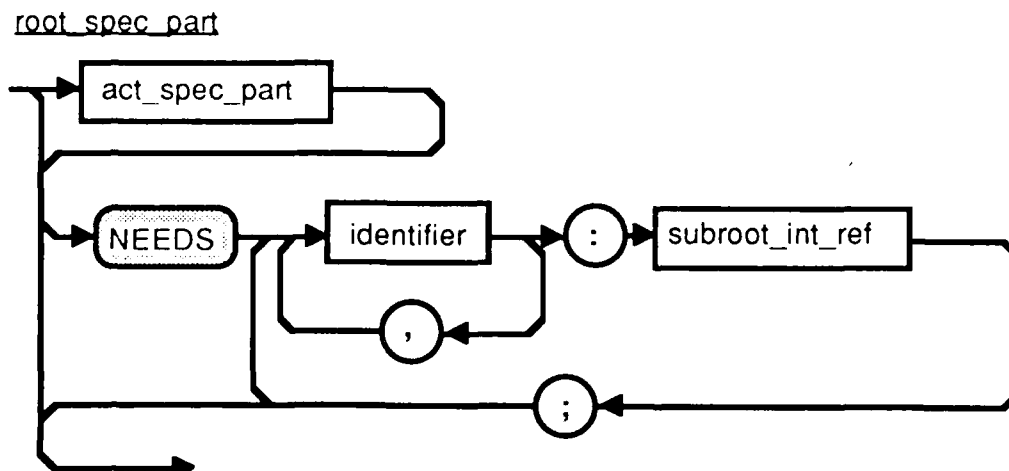 root_spec_part
act_spec_part
NEEDS identifier : subroot_int_ref
,
;